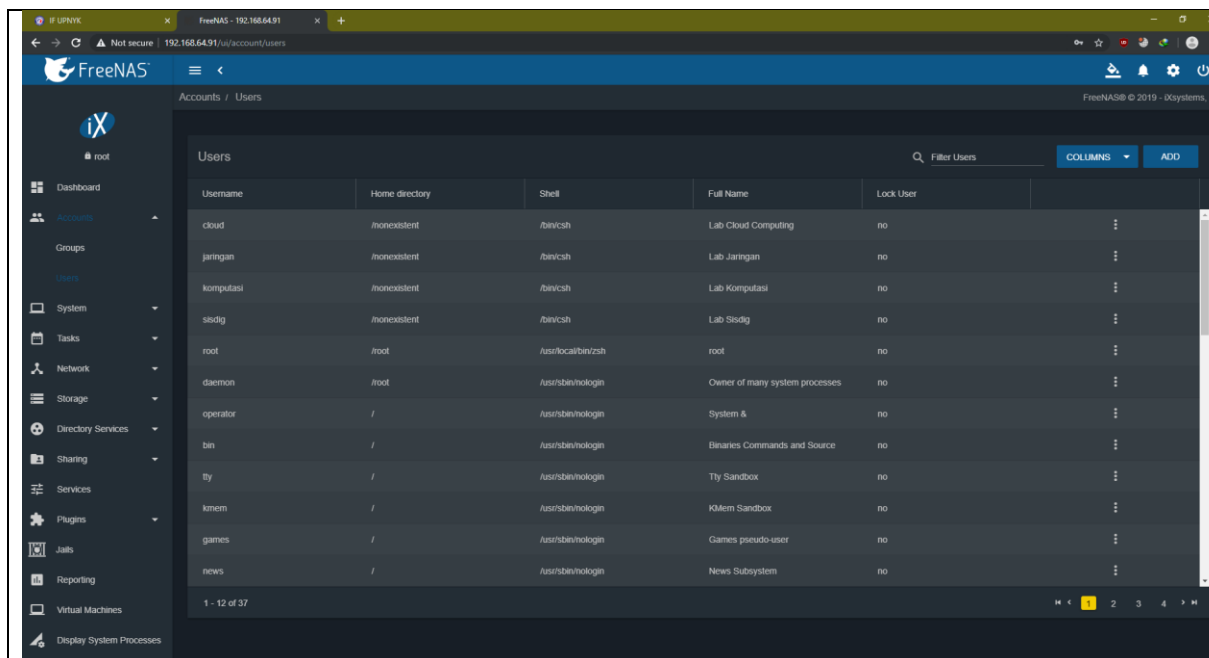 IF UPNYK
FreeNAS - 192.168.64.91
Not secure 192.168.64.91/ui/account/users
FreeNAS
Accounts / Users
FreeNAS® © 2019 - iXsystems,
iX
root
Users
Filter Users
COLUMNS
ADD
Dashboard
Accounts
Groups
Users
System
Tasks
Network
Storage
Directory Services
Sharing
Services
Plugins
Jails
Reporting
Virtual Machines
Display System Processes
Username Home directory Shell Full Name Lock User
cloud /nonexistent /bin/csh Lab Cloud Computing no
jaringan /nonexistent /bin/csh Lab Jaringan no
komputasi /nonexistent /bin/csh Lab Komputasi no
sisdig /nonexistent /bin/csh Lab Sisdig no
root /root /usr/local/bin/zsh root no
daemon /root /usr/sbin/nologin Owner of many system processes no
operator / /usr/sbin/nologin System & no
bin / /usr/sbin/nologin Binaries Commands and Source no
tty / /usr/sbin/nologin Tty Sandbox no
kmem / /usr/sbin/nologin KMem Sandbox no
games / /usr/sbin/nologin Games pseudo-user no
news / /usr/sbin/nologin News Subsystem no
1 - 12 of 37
1 2 3 4